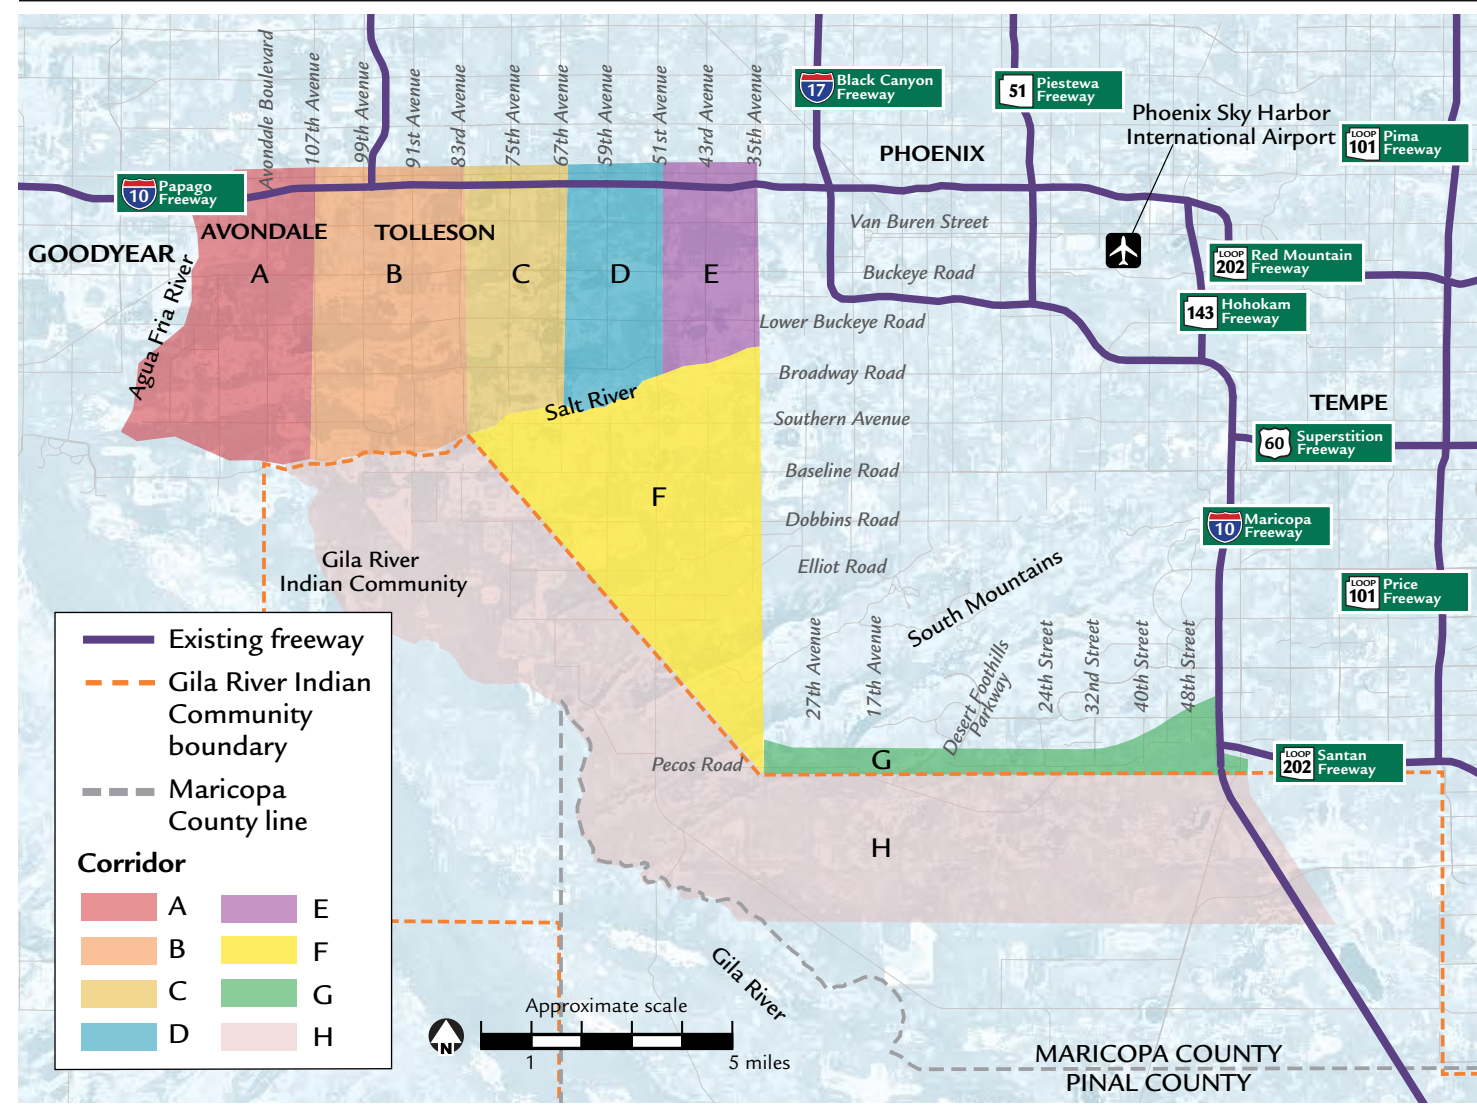 Avondale Boulevard
107th Avenue
99th Avenue
91st Avenue
83rd Avenue
75th Avenue
67th Avenue
59th Avenue
51st Avenue
43rd Avenue
35th Avenue
17
Black Canyon
Freeway
51
Piestewa
Freeway
Phoenix Sky Harbor
International Airport
LOOP
101
Pima
Freeway
PHOENIX
10
Papago
Freeway
GOODYEAR
AVONDALE
TOLLESON
Van Buren Street
Buckeye Road
LOOP
202
Red Mountain
Freeway
A
B
C
D
E
143
Hohokam
Freeway
Agua Fria River
Lower Buckeye Road
Broadway Road
Salt River
Southern Avenue
TEMPE
60
Superstition
Freeway
Baseline Road
F
Dobbins Road
10
Maricopa
Freeway
Elliot Road
Gila River
Indian Community
South Mountains
LOOP
101
Price
Freeway
27th Avenue
17th Avenue
Desert Foothills
Parkway
24th Street
32nd Street
40th Street
48th Street
Pecos Road
G
LOOP
202
Santan
Freeway
H
Existing freeway
Gila River Indian
Community
boundary
Maricopa
County line
Corridor
A
B
C
D
E
F
G
H
Gila River
Approximate scale
N
1
5 miles
MARICOPA COUNTY
PINAL COUNTY